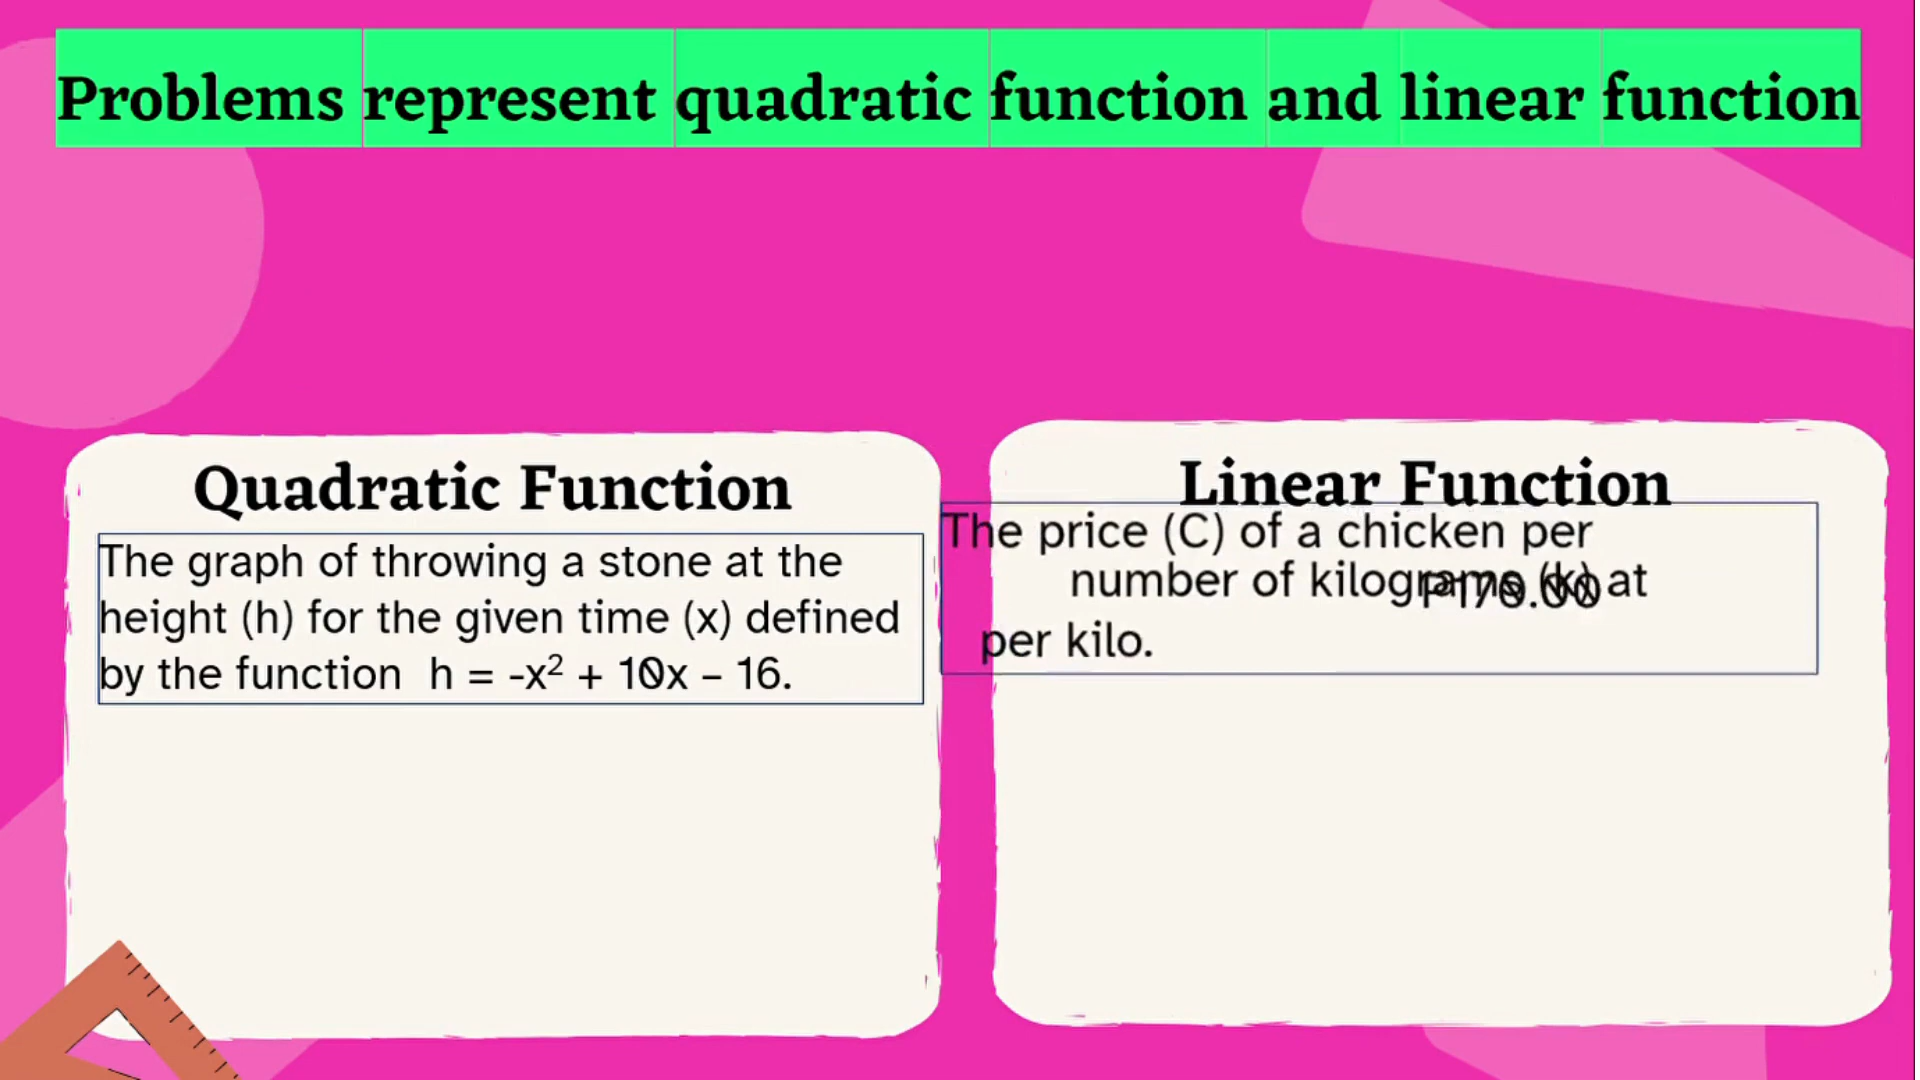 Problems represent quadratic function and linear function
Quadratic Function
The graph of throwing a stone at the
height (h) for the given time (x) defined
by the function h = -x² + 10x – 16.
Linear Function
The price (C) of a chicken per
number of kilograms (k) at
per kilo.